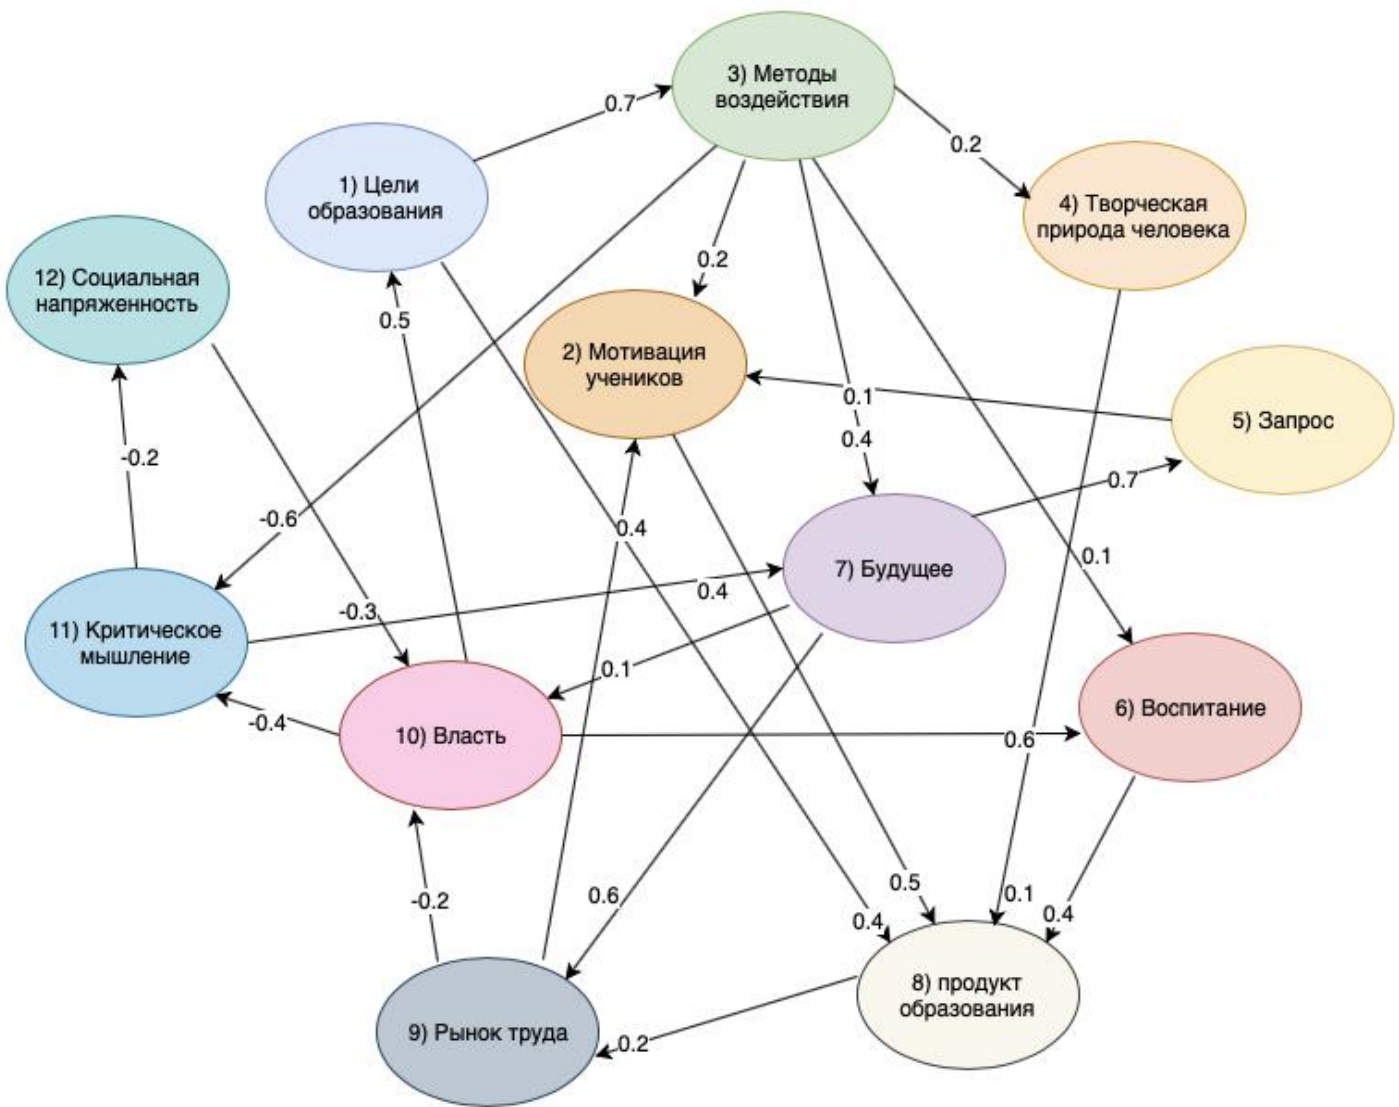 3) Методы
воздействия
0.7
0.2
1) Цели
образования
4) Творческая
природа человека
12) Социальная
напряженность
0.2
0.5
2) Мотивация
учеников
0.1
5) Запрос
0.4
-0.2
0.7
-0.6
0.4
0.1
7) Будущее
0.4
-0.3
11) Критическое
мышление
0.1
6) Воспитание
-0.4
10) Власть
0.6
0.5
0.6
0.1
-0.2
0.4
0.4
8) продукт
образования
9) Рынок труда
0.2